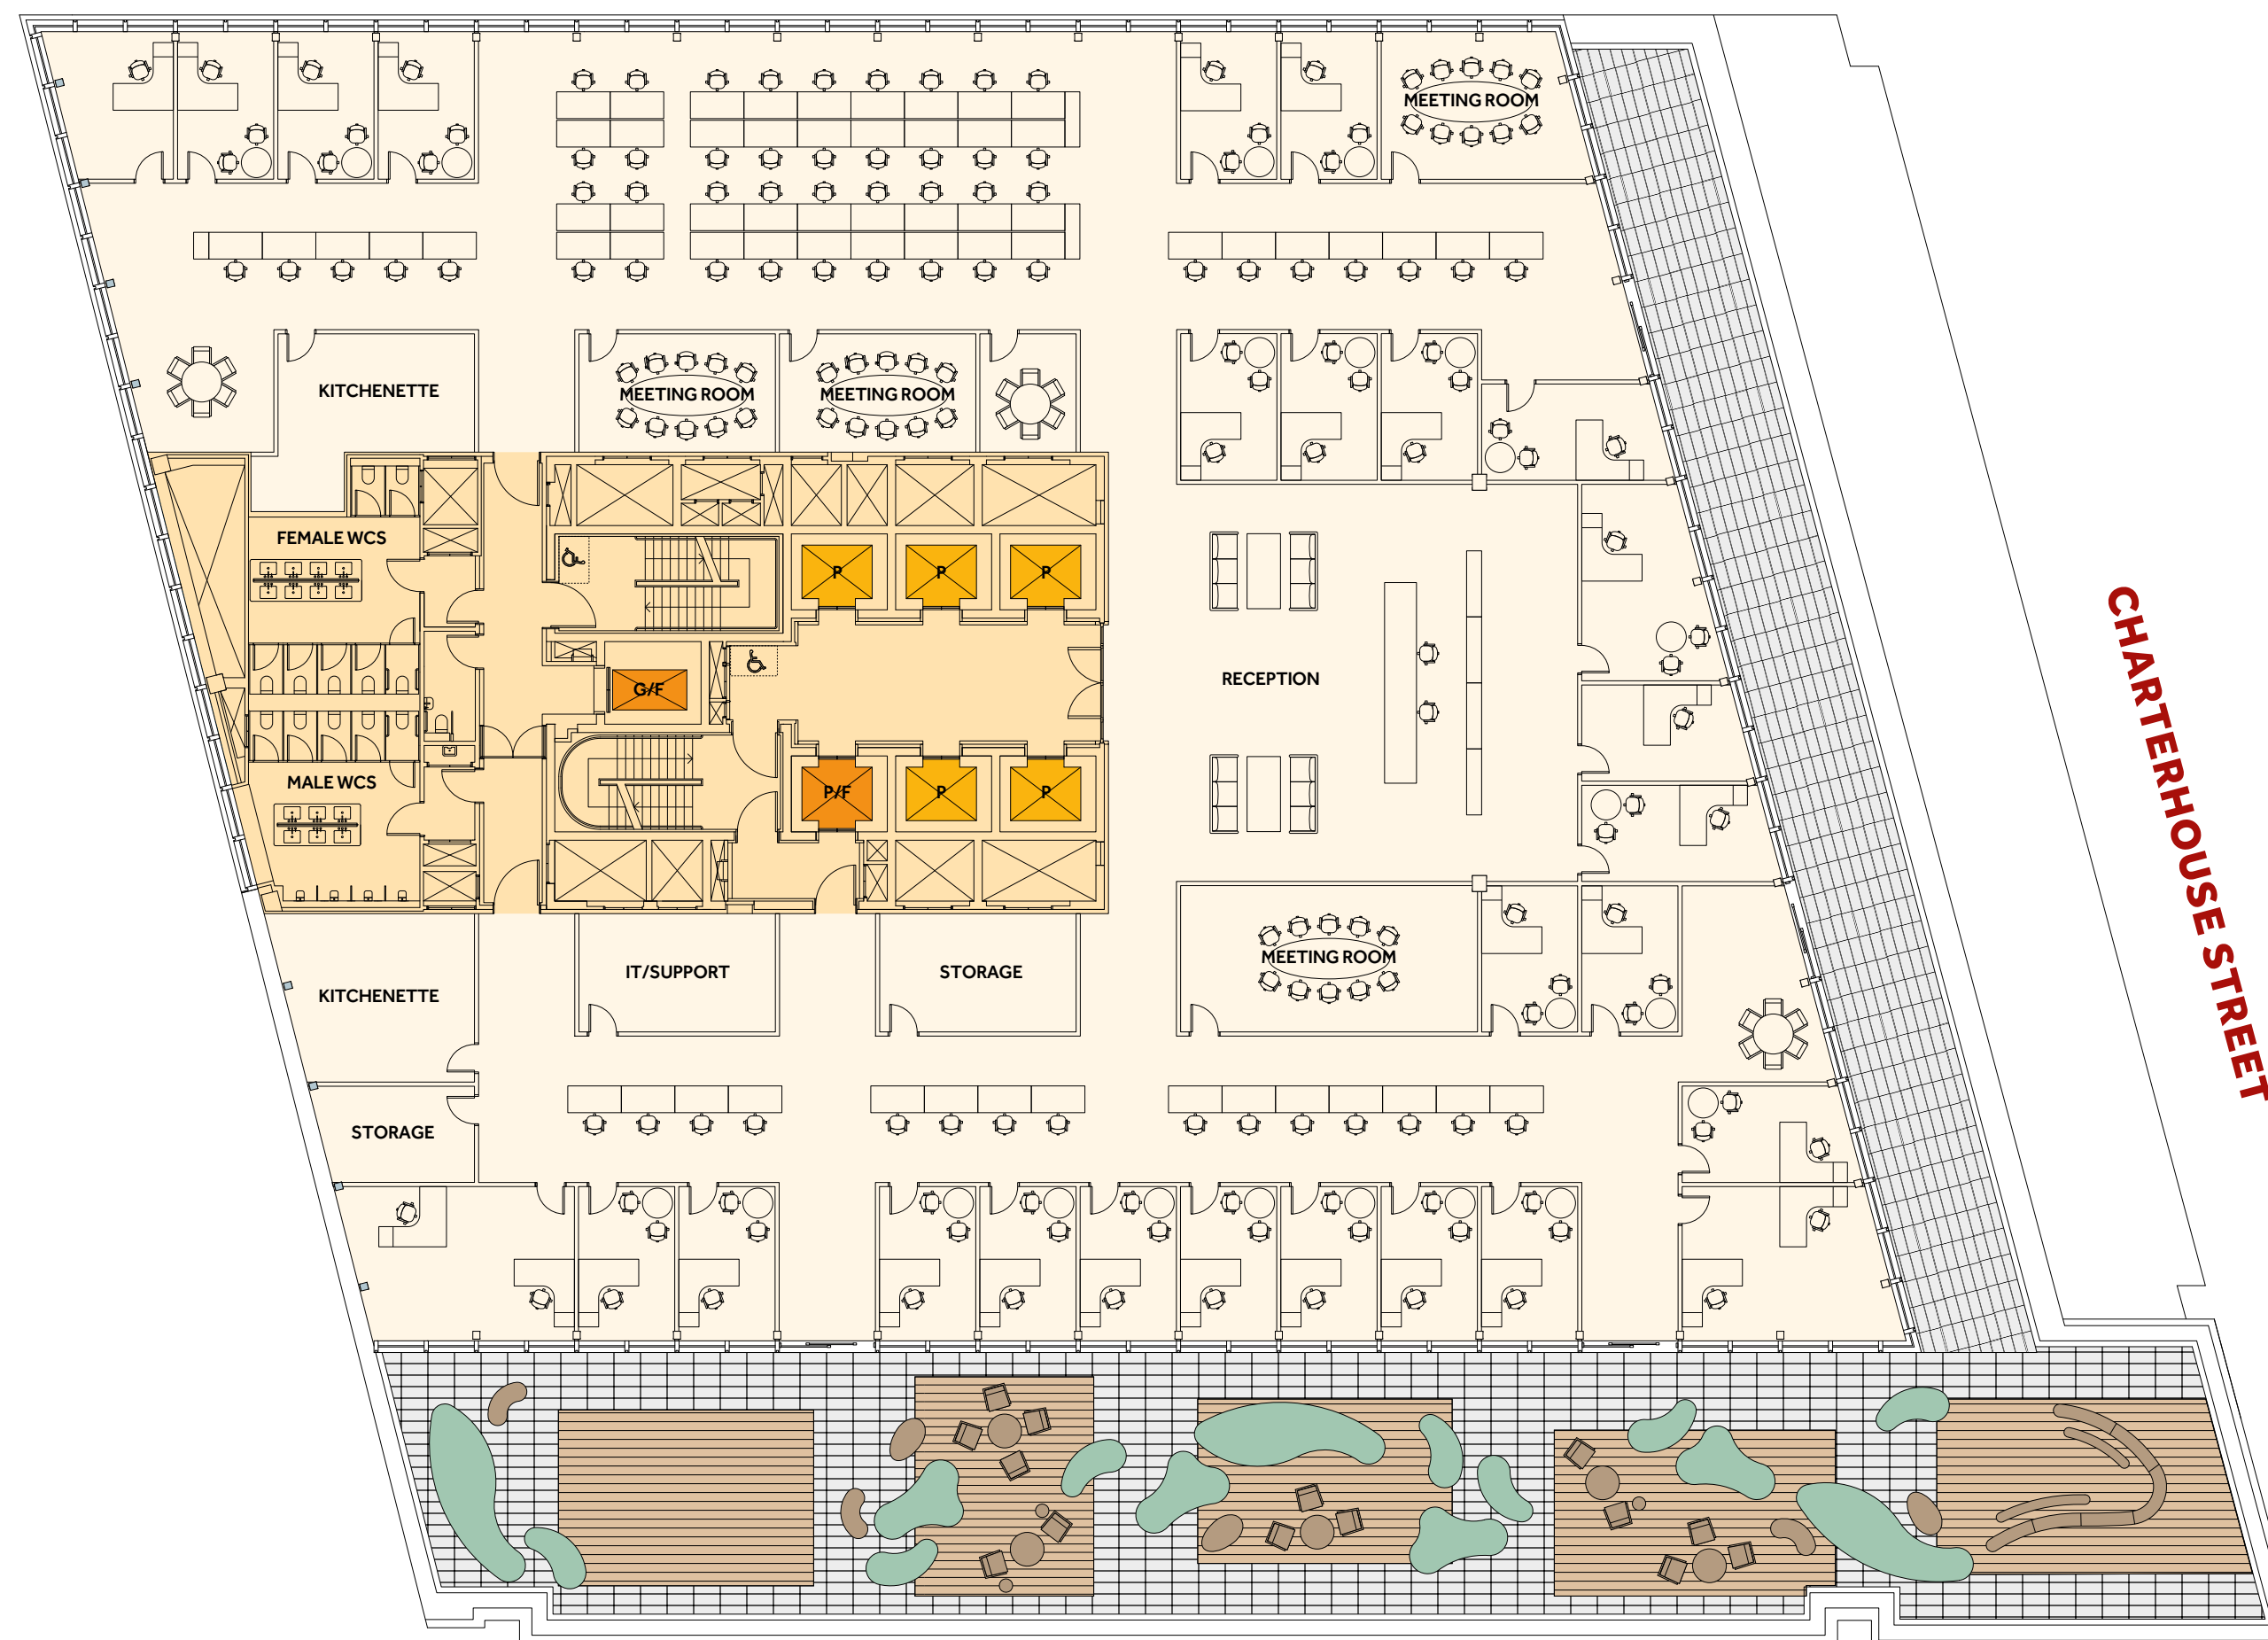 MEETING ROOM
KITCHENETTE
MEETING ROOM
MEETING ROOM
FEMALE WCS
P
P
P
G/F
RECEPTION
MALE WCS
P/F
P
P
CHARTERHOUSE STREET
KITCHENETTE
IT/SUPPORT
STORAGE
MEETING ROOM
STORAGE